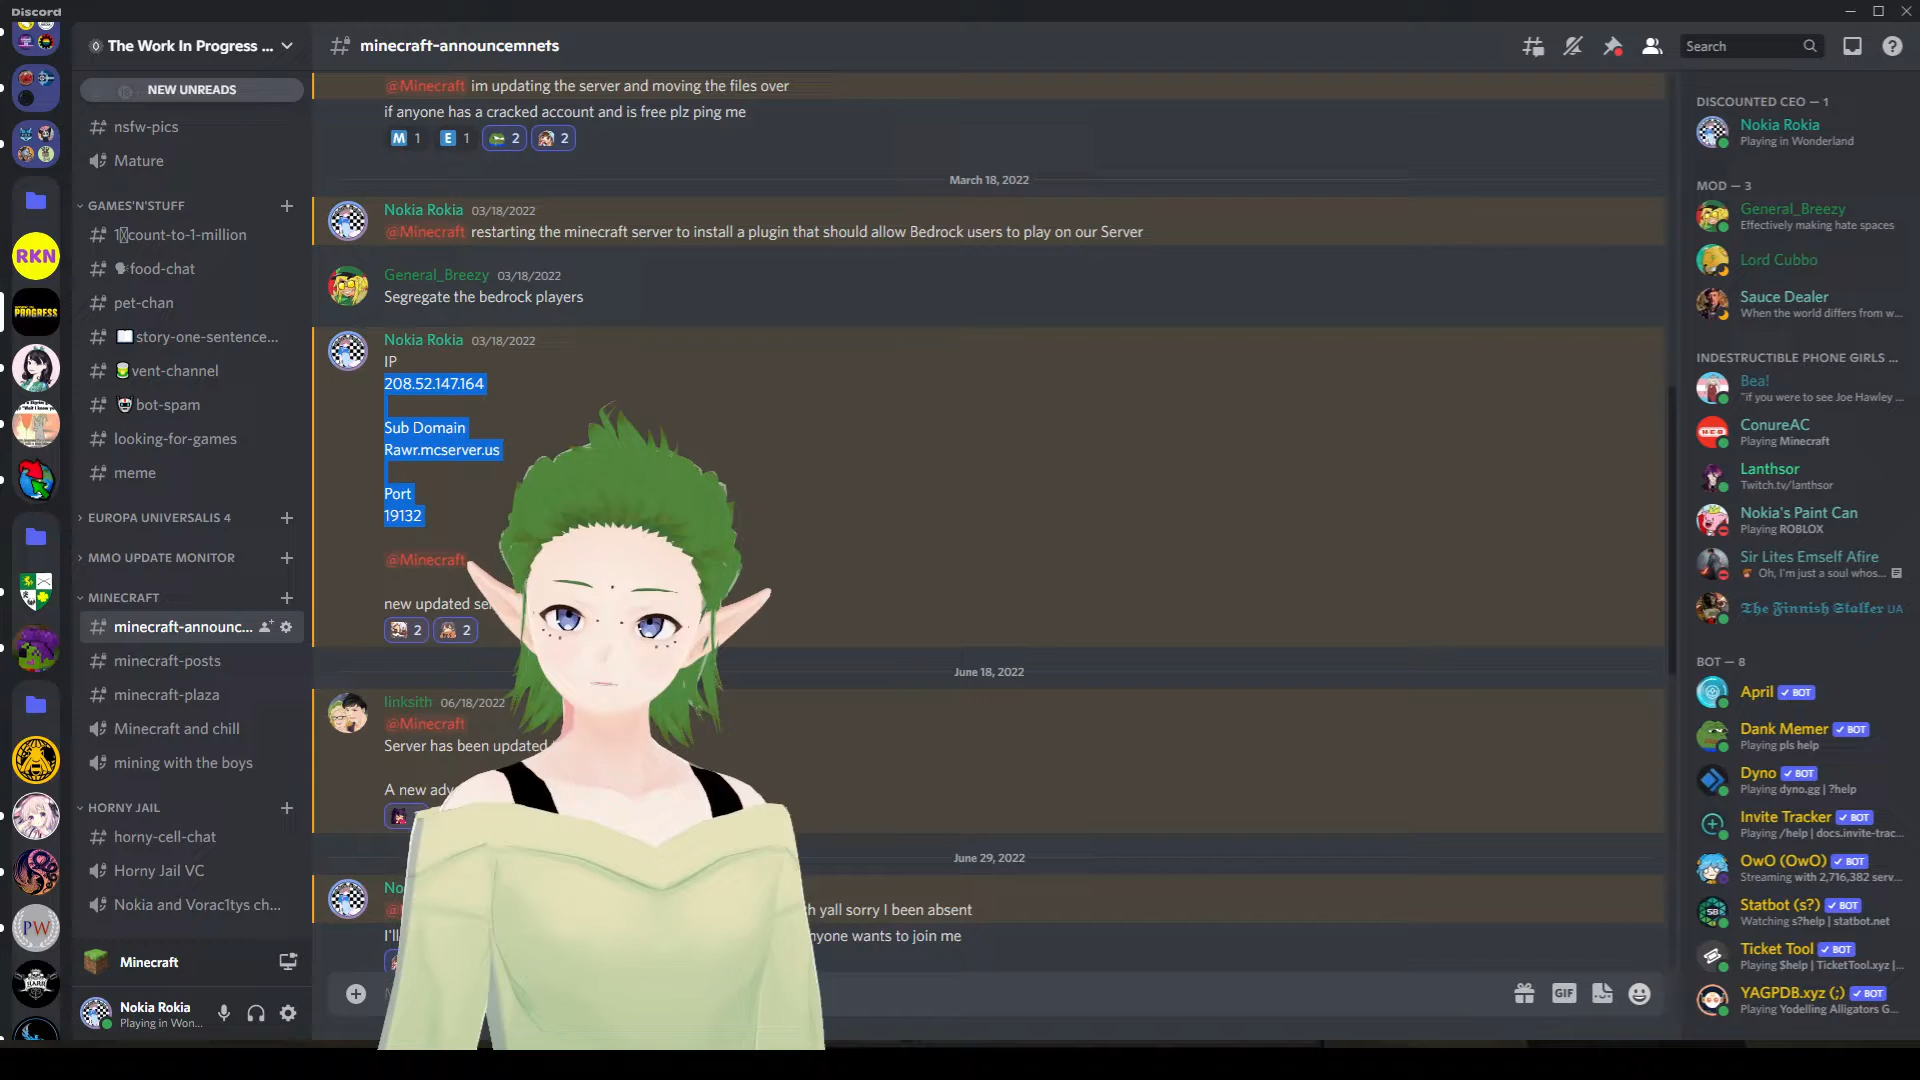 Discord
The Work In Progress ...
NEW UNREADS
nsfw-pics
Mature
GAMES'N'STUFF
count-to-1-million
food-chat
pet-chan
story-one-sentence...
vent-channel
bot-spam
looking-for-games
meme
EUROPA UNIVERSALIS 4
MMO UPDATE MONITOR
MINECRAFT
minecraft-announc...
minecraft-posts
minecraft-plaza
Minecraft and chill
mining with the boys
HORNY JAIL
horny-cell-chat
Horny Jail VC
Nokia and Vorac1tys ch...
Minecraft
Nokia Rokia
Playing in Won...
RKN
PROGRESS
PW
minecraft-announcemnets
Search
@Minecraft im updating the server and moving the files over
if anyone has a cracked account and is free plz ping me
M 1 E 1 2 2
March 18, 2022
Nokia Rokia 03/18/2022
@Minecraft restarting the minecraft server to install a plugin that should allow Bedrock users to play on our Server
General_Breezy 03/18/2022
Segregate the bedrock players
Nokia Rokia 03/18/2022
IP
208.52.147.164
Sub Domain
Rawr.mcserver.us
Port
19132
@Minecraft
new updated
2 2
June 18, 2022
linksith 06/18/2022
@Minecraft
Server has been updated
A new
June 29, 2022
No
yall sorry I been absent
I'll
nyone wants to join me
GIF
DISCOUNTED CEO — 1
Nokia Rokia
Playing in Wonderland
MOD — 3
General_Breezy
Effectively making hate spaces
Lord Cubbo
Sauce Dealer
When the world differs from w...
INDESTRUCTIBLE PHONE GIRLS ...
Bea!
"if you were to see Joe Hawley ...
ConureAC
Playing Minecraft
Lanthsor
Twitch.tv/lanthsor
Nokia's Paint Can
Playing ROBLOX
Sir Lites Emself Afire
Oh, I'm just a soul whos...
𝕿𝖍𝖊 𝕱𝖎𝖓𝖓𝖎𝖘𝖍 𝕾𝖙𝖆𝖑𝖐𝖊𝖗 UA
BOT — 8
April BOT
Dank Memer BOT
Playing pls help
Dyno BOT
Playing dyno.gg | ?help
Invite Tracker BOT
Playing /help | docs.invite-trac...
OwO (OwO) BOT
Streaming with 2,716,382 serv...
Statbot (s?) BOT
Watching s?help | statbot.net
Ticket Tool BOT
Playing $help | TicketTool.xyz |...
YAGPDB.xyz (;) BOT
Playing Yodelling Alligators G...